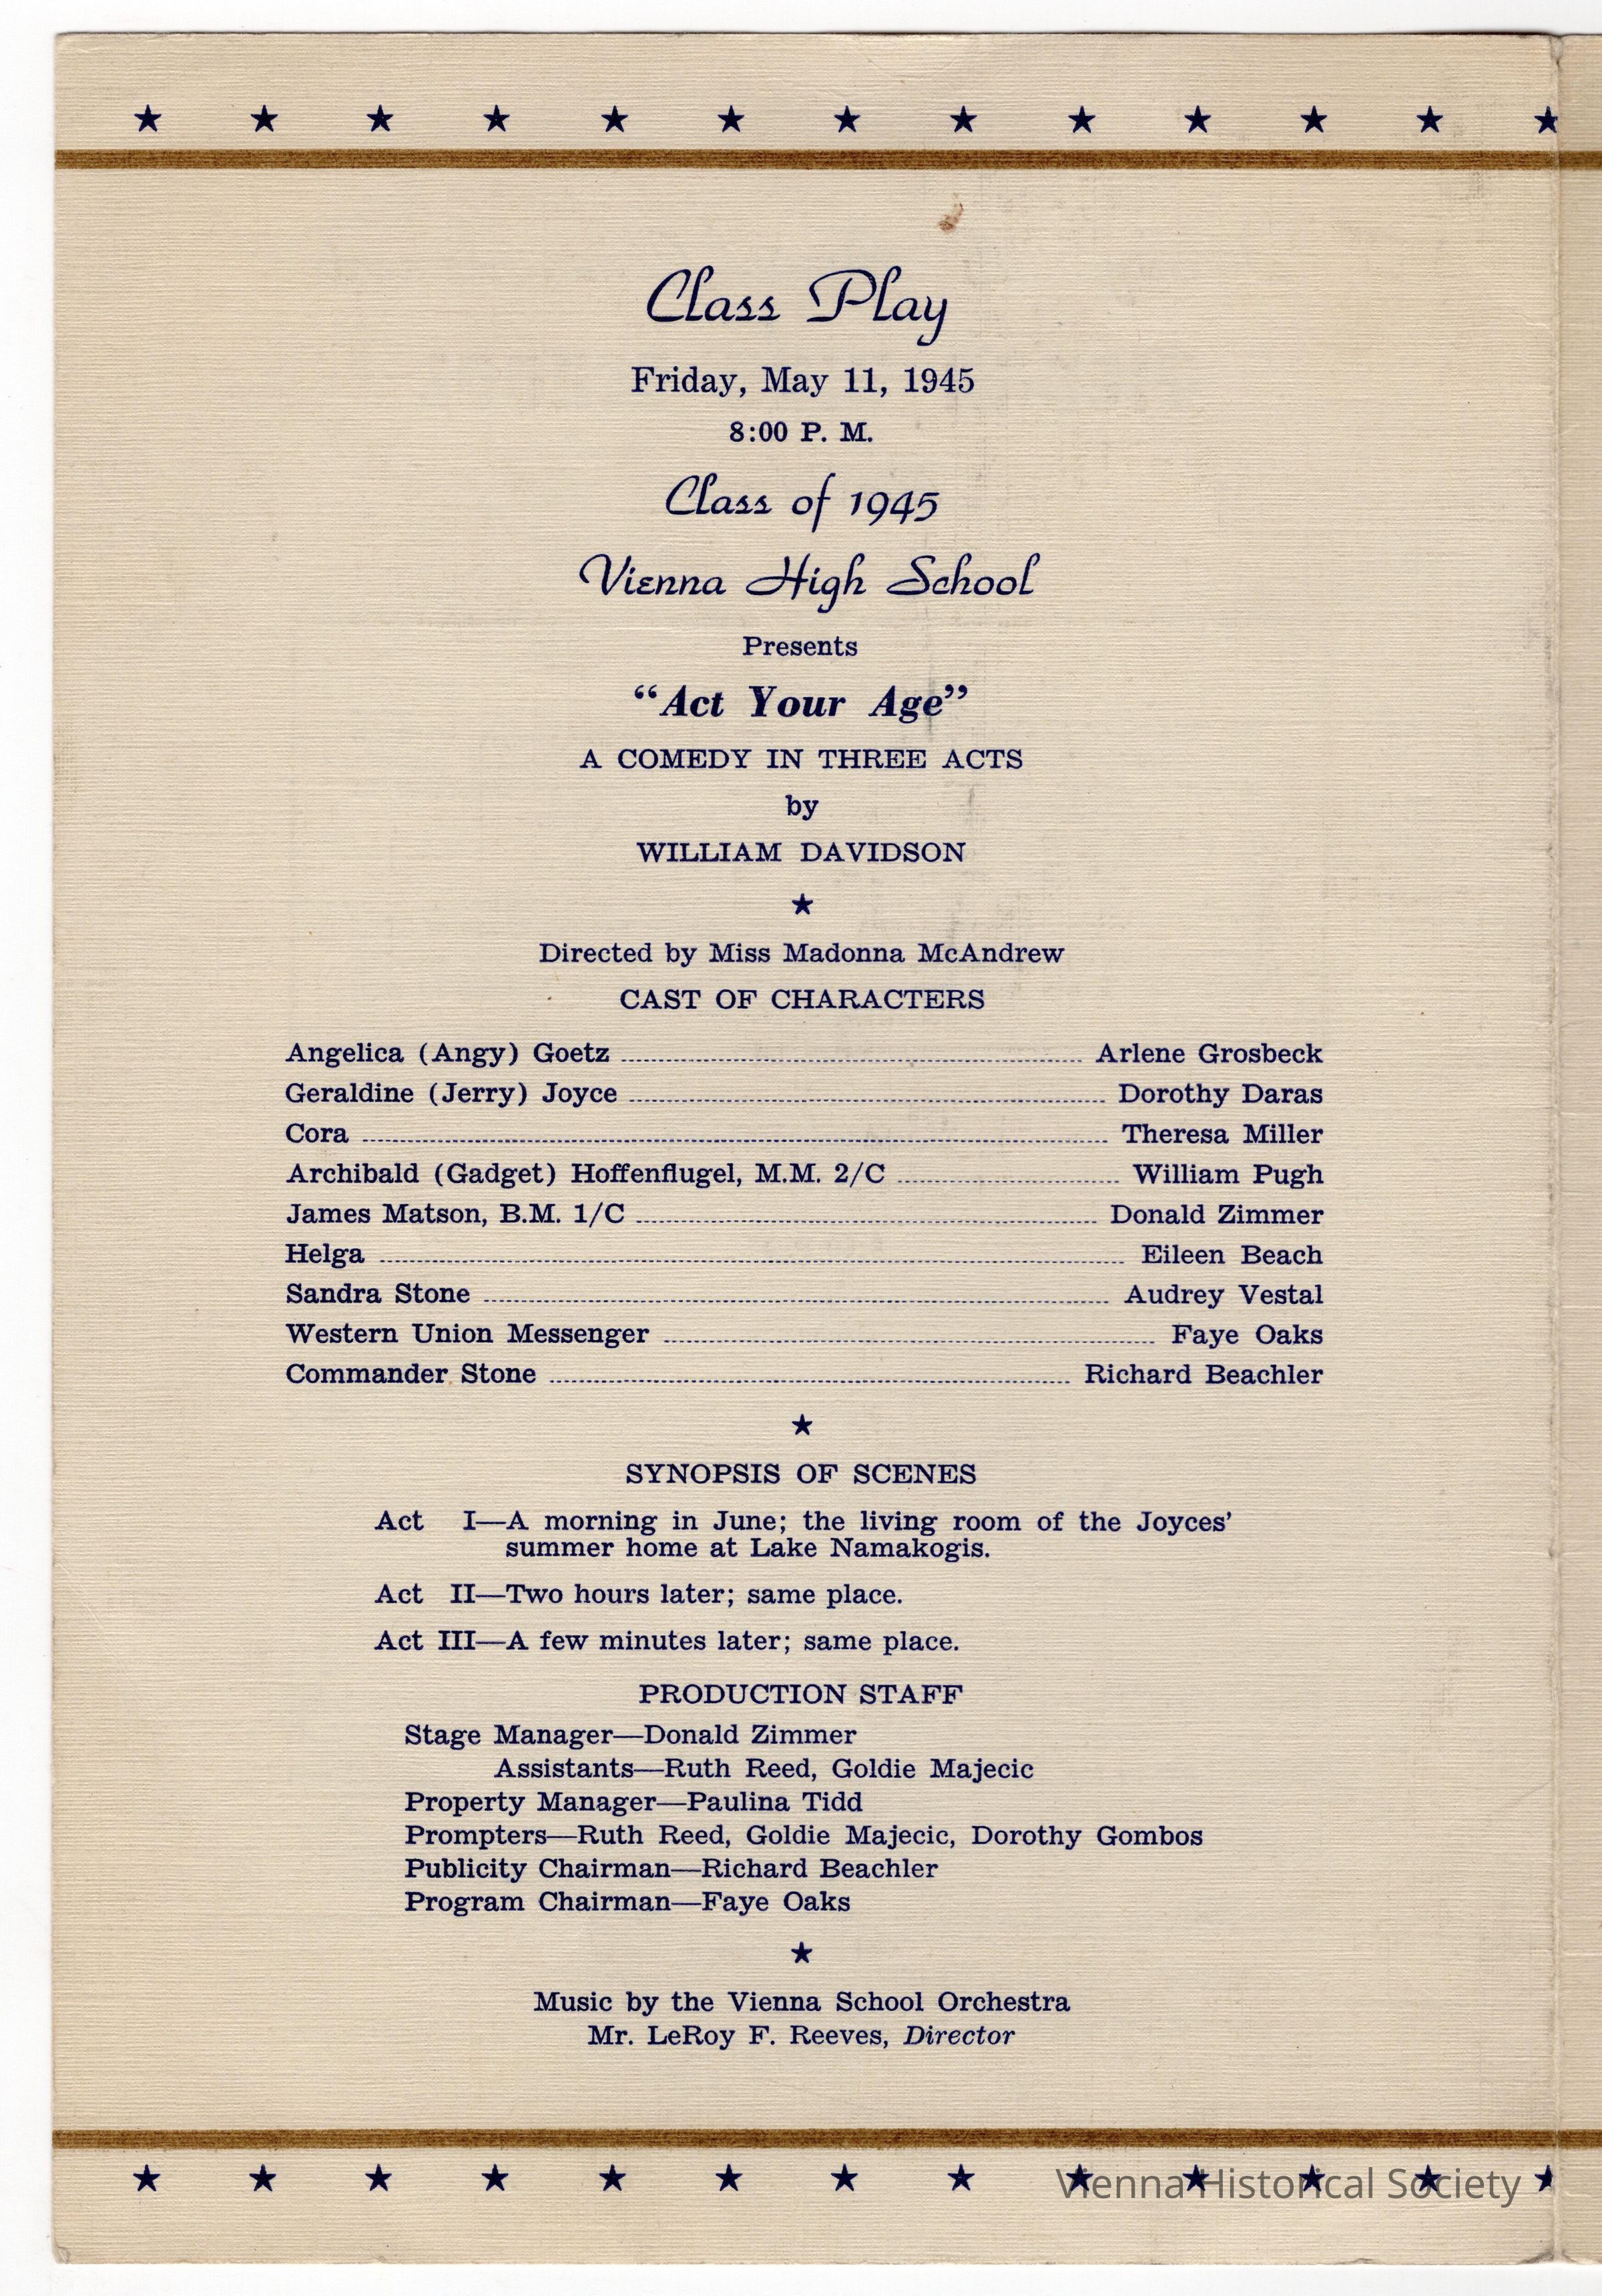 Class Play
Friday, May 11, 1945
8:00 P. M.
Class of 1945
Vienna High School
Presents
“Act Your Age”
A COMEDY IN THREE ACTS
by
WILLIAM DAVIDSON
Directed by Miss Madonna McAndrew
CAST OF CHARACTERS
Angelica (Angy) Goetz ........ Arlene Grosbeck
Geraldine (Jerry) Joyce ........ Dorothy Daras
Cora ........ Theresa Miller
Archibald (Gadget) Hoffenflugel, M.M. 2/C ........ William Pugh
James Matson, B.M. 1/C ........ Donald Zimmer
Helga ........ Eileen Beach
Sandra Stone ........ Audrey Vestal
Western Union Messenger ........ Faye Oaks
Commander Stone ........ Richard Beachler
SYNOPSIS OF SCENES
Act I—A morning in June; the living room of the Joyces’
summer home at Lake Namakogis.
Act II—Two hours later; same place.
Act III—A few minutes later; same place.
PRODUCTION STAFF
Stage Manager—Donald Zimmer
Assistants—Ruth Reed, Goldie Majecic
Property Manager—Paulina Tidd
Prompters—Ruth Reed, Goldie Majecic, Dorothy Gombos
Publicity Chairman—Richard Beachler
Program Chairman—Faye Oaks
Music by the Vienna School Orchestra
Mr. LeRoy F. Reeves, Director
Vienna Historical Society